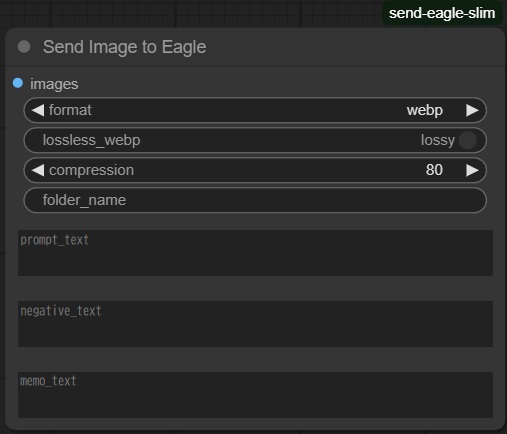 send-eagle-slim
Send Image to Eagle
images
format webp
lossless_webp lossy
compression 80
folder_name
prompt_text
negative_text
memo_text